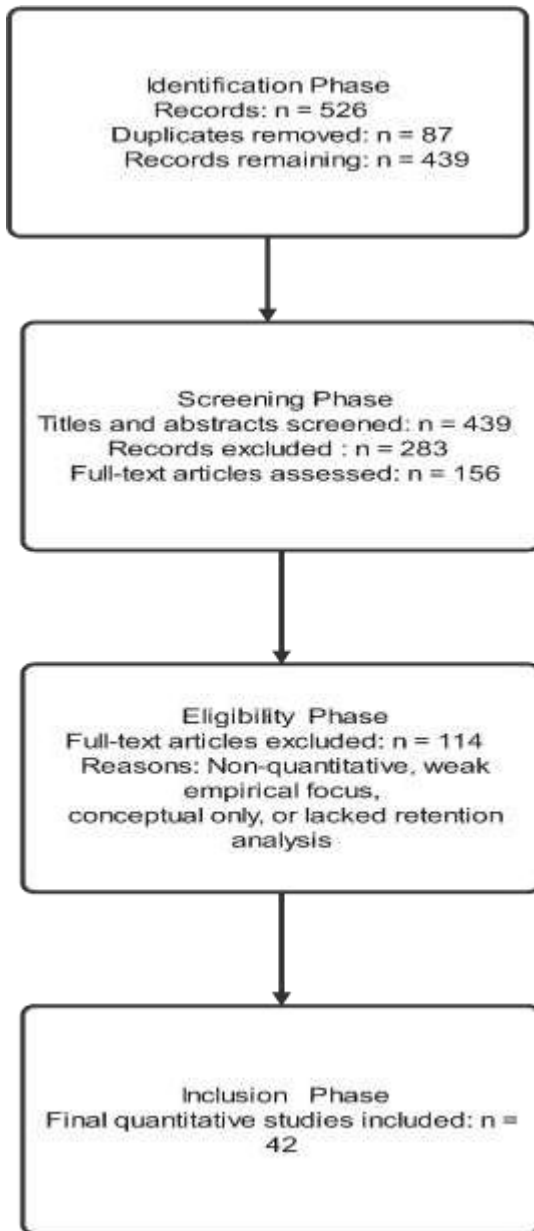 Identification Phase
Records: n = 526
Duplicates removed: n = 87
Records remaining: n = 439
Screening Phase
Titles and abstracts screened: n = 439
Records excluded : n = 283
Full-text articles assessed: n = 156
Eligibility Phase
Full-text articles excluded: n = 114
Reasons: Non-quantitative, weak
empirical focus,
conceptual only, or lacked retention
analysis
Inclusion Phase
Final quantitative studies included: n =
42